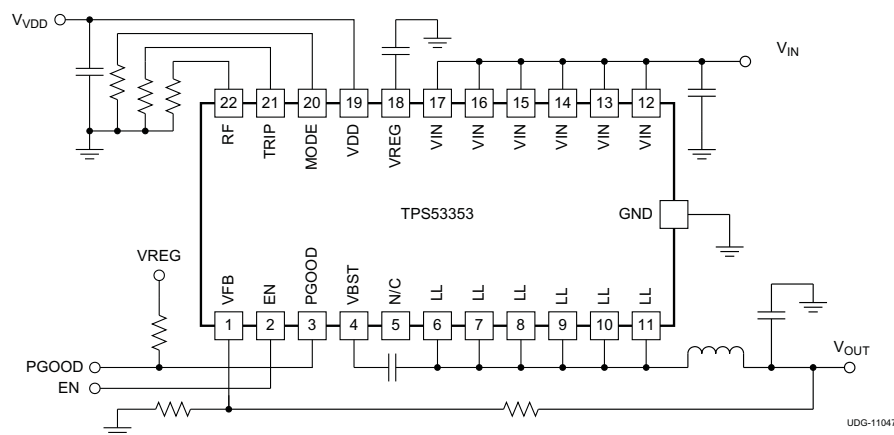 VVDD
VIN
22 21 20 19 18 17 16 15 14 13 12
RF TRIP MODE VDD VREG VIN VIN VIN VIN VIN VIN
TPS53353
GND
VREG
VFB EN PGOOD VBST N/C LL LL LL LL LL LL
1 2 3 4 5 6 7 8 9 10 11
VOUT
PGOOD
EN
UDG-11047